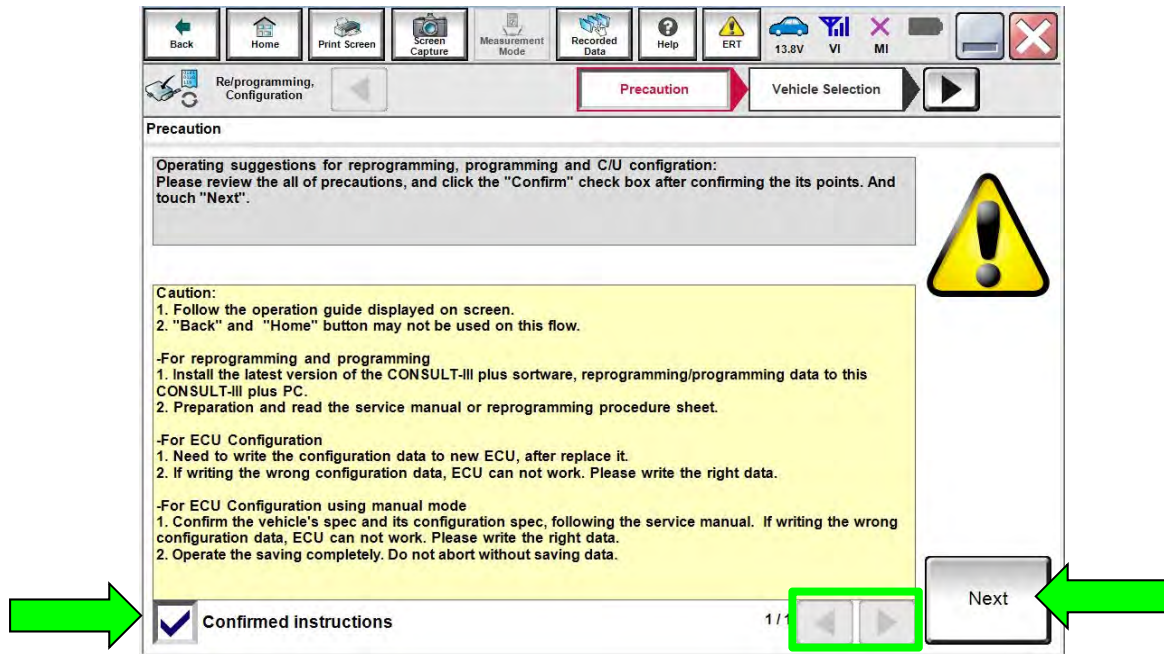 Back
Home
Print Screen
Screen
Capture
Measurement
Mode
Recorded
Data
Help
ERT
13.8V
VI
MI
Re/programming,
Configuration
Precaution
Vehicle Selection
Precaution
Operating suggestions for reprogramming, programming and C/U configration:
Please review the all of precautions, and click the "Confirm" check box after confirming the its points. And
touch "Next".
Caution:
1. Follow the operation guide displayed on screen.
2. "Back" and "Home" button may not be used on this flow.
-For reprogramming and programming
1. Install the latest version of the CONSULT-III plus sortware, reprogramming/programming data to this
CONSULT-III plus PC.
2. Preparation and read the service manual or reprogramming procedure sheet.
-For ECU Configuration
1. Need to write the configuration data to new ECU, after replace it.
2. If writing the wrong configuration data, ECU can not work. Please write the right data.
-For ECU Configuration using manual mode
1. Confirm the vehicle's spec and its configuration spec, following the service manual. If writing the wrong
configuration data, ECU can not work. Please write the right data.
2. Operate the saving completely. Do not abort without saving data.
Confirmed instructions
1/1
Next